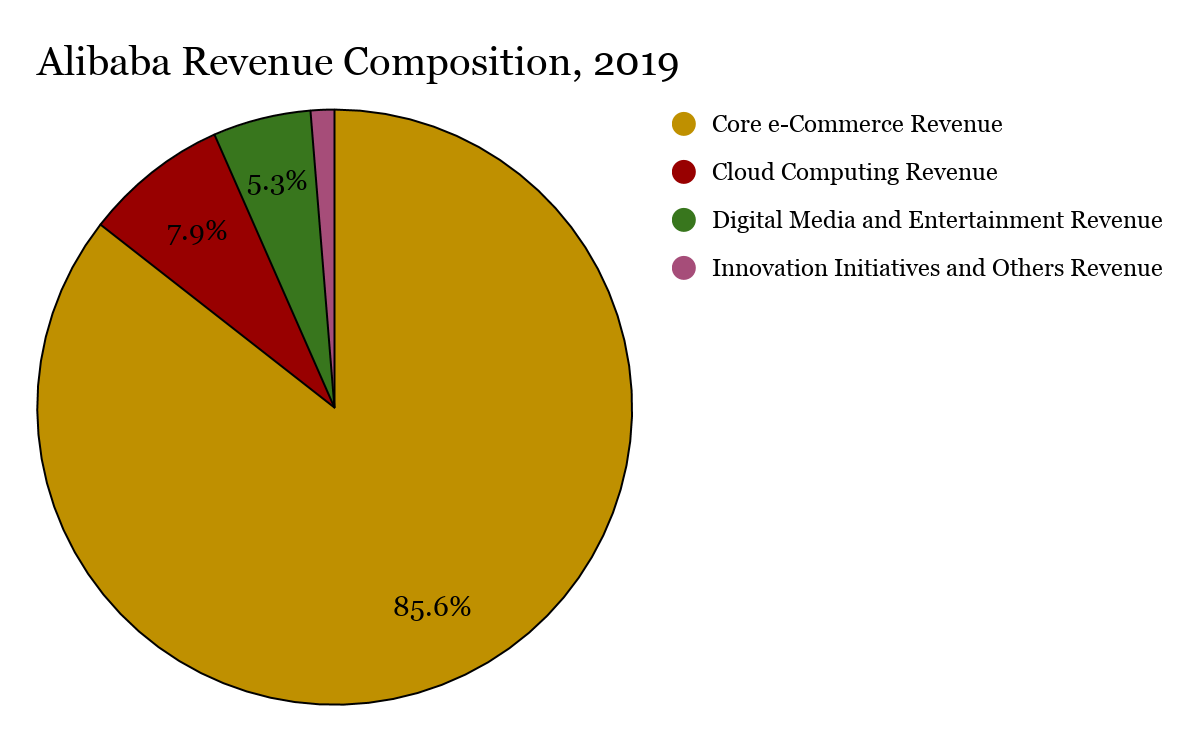 Alibaba Revenue Composition, 2019
Core e-Commerce Revenue
Cloud Computing Revenue
Digital Media and Entertainment Revenue
Innovation Initiatives and Others Revenue
5.3%
7.9%
85.6%